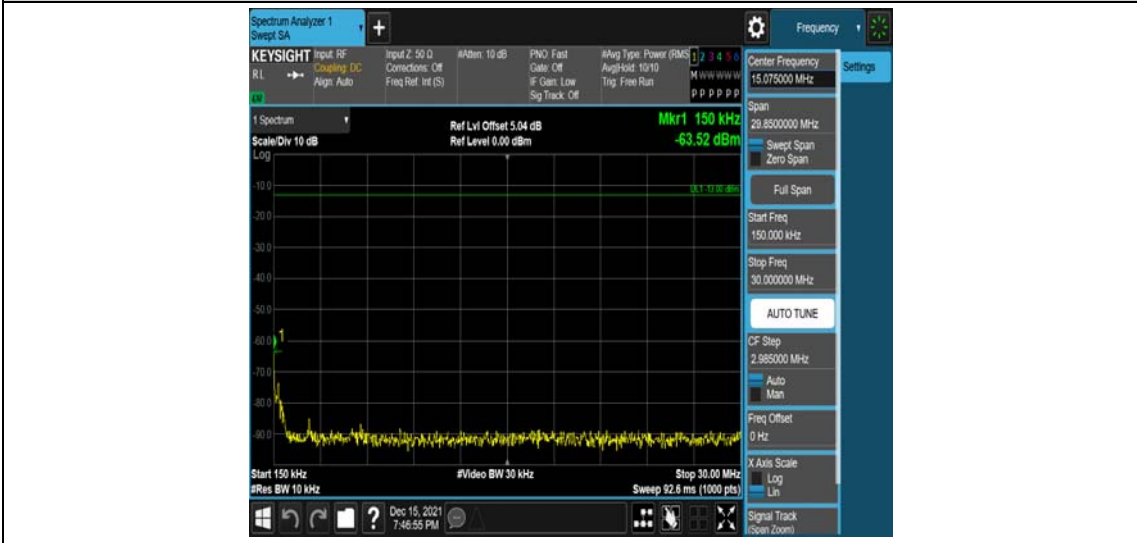 Spectrum Analyzer 1
Swept SA
Frequency
KEYSIGHT
RL
Input: RF
Coupling: DC
Align: Auto
Input Z: 50 Ω
Corrections: Off
Freq Ref: Int (S)
#Atten: 10 dB
PNO: Fast
Gate: Off
IF Gain: Low
Sig Track: Off
#Avg Type: Power (RMS
Avg|Hold: 10/10
Trig: Free Run
1 2 3 4 5 6
M W W W W W
P P P P P P
1 Spectrum
Scale/Div 10 dB
Ref Lvl Offset 5.04 dB
Ref Level 0.00 dBm
Mkr1 150 kHz
-63.52 dBm
Log
DL1 -13.00 dBm
-10.0
-20.0
-30.0
-40.0
-50.0
-60.0
1
-70.0
-80.0
-90.0
Start 150 kHz
#Video BW 30 kHz
Stop 30.00 MHz
#Res BW 10 kHz
Sweep 92.6 ms (1000 pts)
?
Dec 15, 2021
7:46:55 PM
Center Frequency
15.075000 MHz
Settings
Span
29.8500000 MHz
Swept Span
Zero Span
Full Span
Start Freq
150.000 kHz
Stop Freq
30.000000 MHz
AUTO TUNE
CF Step
2.985000 MHz
Auto
Man
Freq Offset
0 Hz
X Axis Scale
Log
Lin
Signal Track
(Span Zoom)